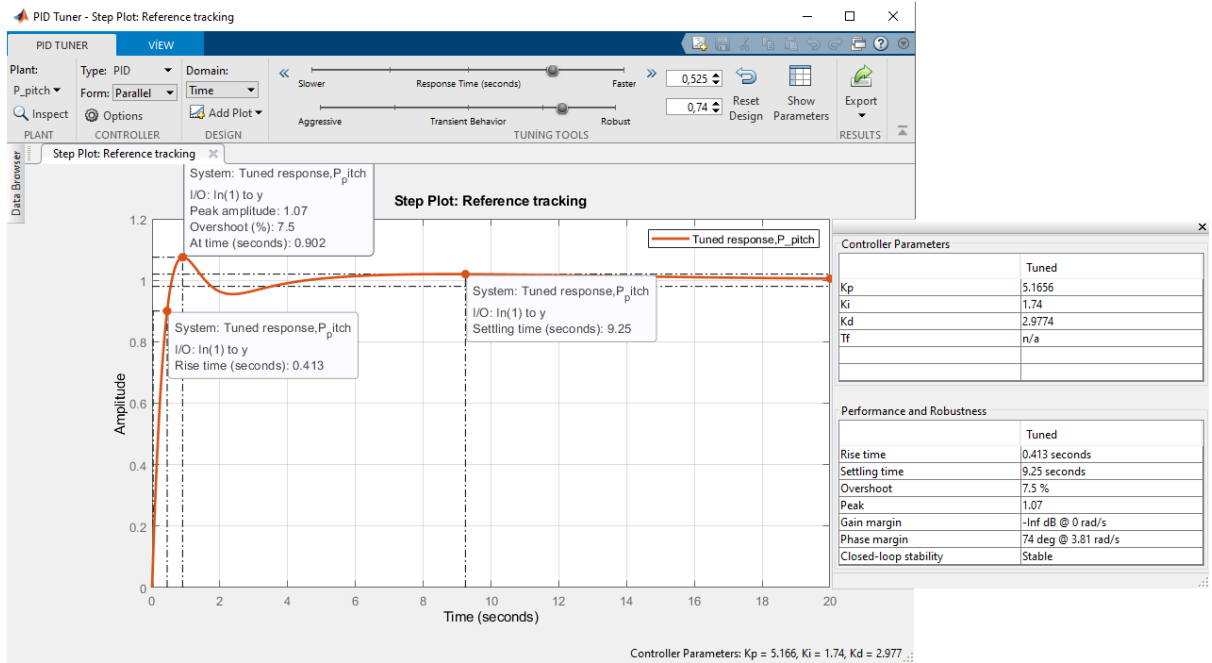 PID Tuner - Step Plot: Reference tracking
PID TUNER
VİEW
Plant:
P_pitch
Inspect
PLANT
Type: PID
Form: Parallel
Options
CONTROLLER
Domain:
Time
Add Plot
DESİGN
Slower
Response Time (seconds)
Faster
0,525
Aggressive
Transient Behavior
Robust
0,74
TUNİNG TOOLS
Reset
Design
Show
Parameters
Export
RESULTS
Data Browser
Step Plot: Reference tracking
System: Tuned response,P_pitch
I/O: In(1) to y
Peak amplitude: 1.07
Overshoot (%): 7.5
At time (seconds): 0.902
Step Plot: Reference tracking
Tuned response,P_pitch
System: Tuned response,P_pitch
I/O: In(1) to y
Settling time (seconds): 9.25
System: Tuned response,P_pitch
I/O: In(1) to y
Rise time (seconds): 0.413
Amplitude
1.2
1
0.8
0.6
0.4
0.2
0
0 2 4 6 8 10 12 14 16 18 20
Time (seconds)
Controller Parameters: Kp = 5.166, Ki = 1.74, Kd = 2.977
Controller Parameters
Tuned
Kp 5.1656
Ki 1.74
Kd 2.9774
Tf n/a
Performance and Robustness
Tuned
Rise time 0.413 seconds
Settling time 9.25 seconds
Overshoot 7.5 %
Peak 1.07
Gain margin -Inf dB @ 0 rad/s
Phase margin 74 deg @ 3.81 rad/s
Closed-loop stability Stable